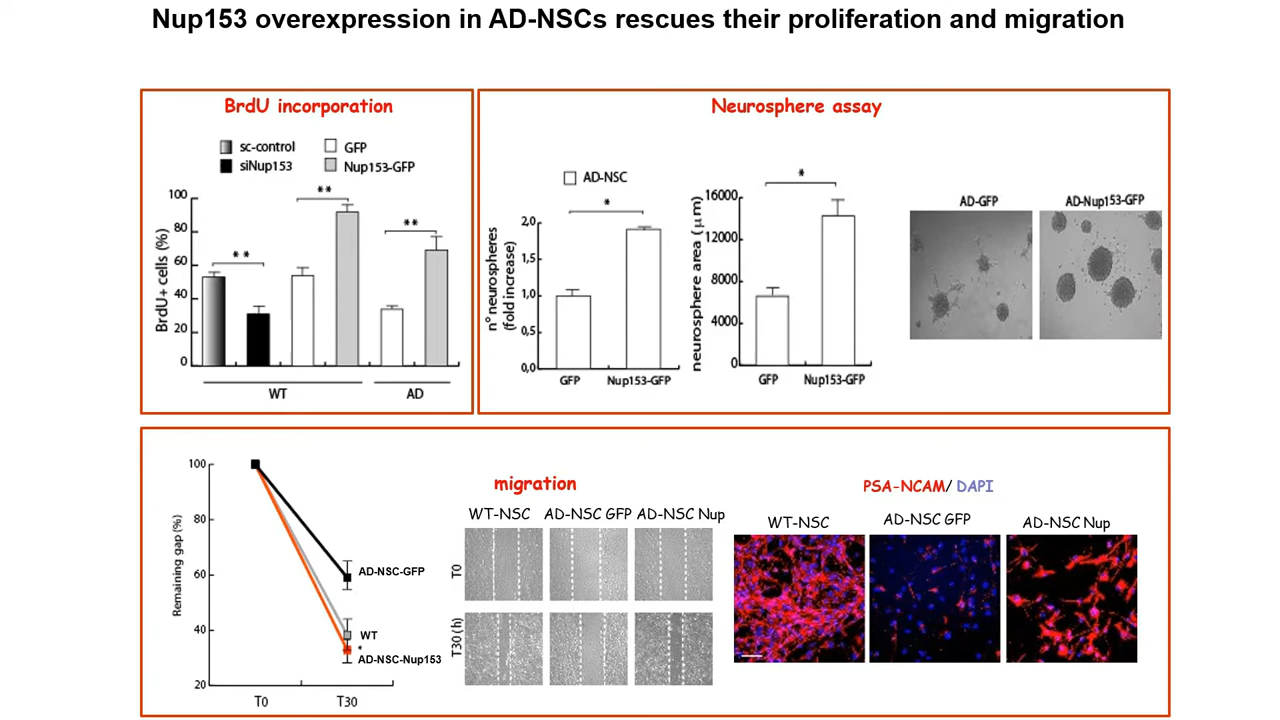 Nup153 overexpression in AD-NSCs rescues their proliferation and migration
BrdU incorporation
sc-control
GFP
siNup153
Nup153-GFP
BrdU+ cells (%)
100
80
60
40
20
0
**
**
**
WT
AD
Neurosphere assay
AD-NSC
n° neurospheres
(fold increase)
2,0
1,5
1,0
0,5
0,0
*
GFP
Nup153-GFP
neurosphere area (μm)
16000
12000
8000
4000
0
*
GFP
Nup153-GFP
AD-GFP
AD-Nup153-GFP
Remaining gap (%)
100
80
60
40
20
AD-NSC-GFP
WT
*
AD-NSC-Nup153
T0
T30
migration
WT-NSC
AD-NSC GFP
AD-NSC Nup
T0
T30 (h)
PSA-NCAM/ DAPI
WT-NSC
AD-NSC GFP
AD-NSC Nup